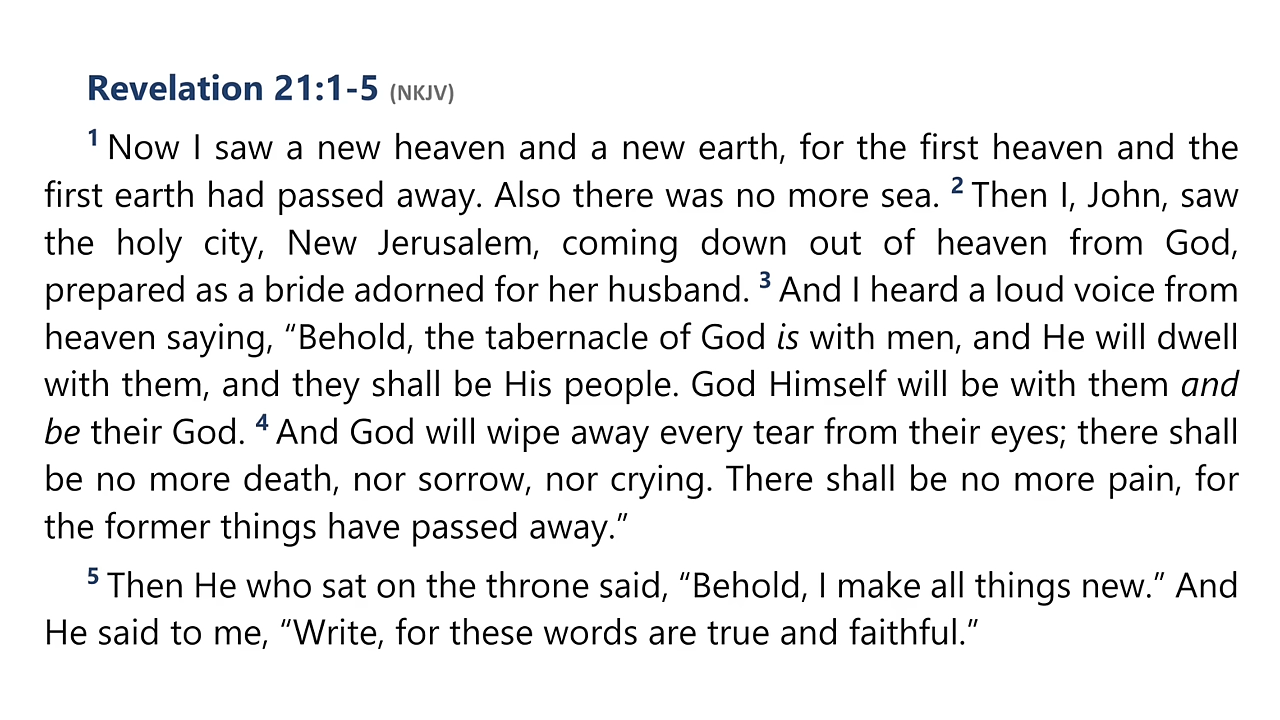 Revelation 21:1-5 (NKJV)
1 Now I saw a new heaven and a new earth, for the first heaven and the
first earth had passed away. Also there was no more sea. 2 Then I, John, saw
the holy city, New Jerusalem, coming down out of heaven from God,
prepared as a bride adorned for her husband. 3 And I heard a loud voice from
heaven saying, “Behold, the tabernacle of God is with men, and He will dwell
with them, and they shall be His people. God Himself will be with them and
be their God. 4 And God will wipe away every tear from their eyes; there shall
be no more death, nor sorrow, nor crying. There shall be no more pain, for
the former things have passed away.”
5 Then He who sat on the throne said, “Behold, I make all things new.” And
He said to me, “Write, for these words are true and faithful.”